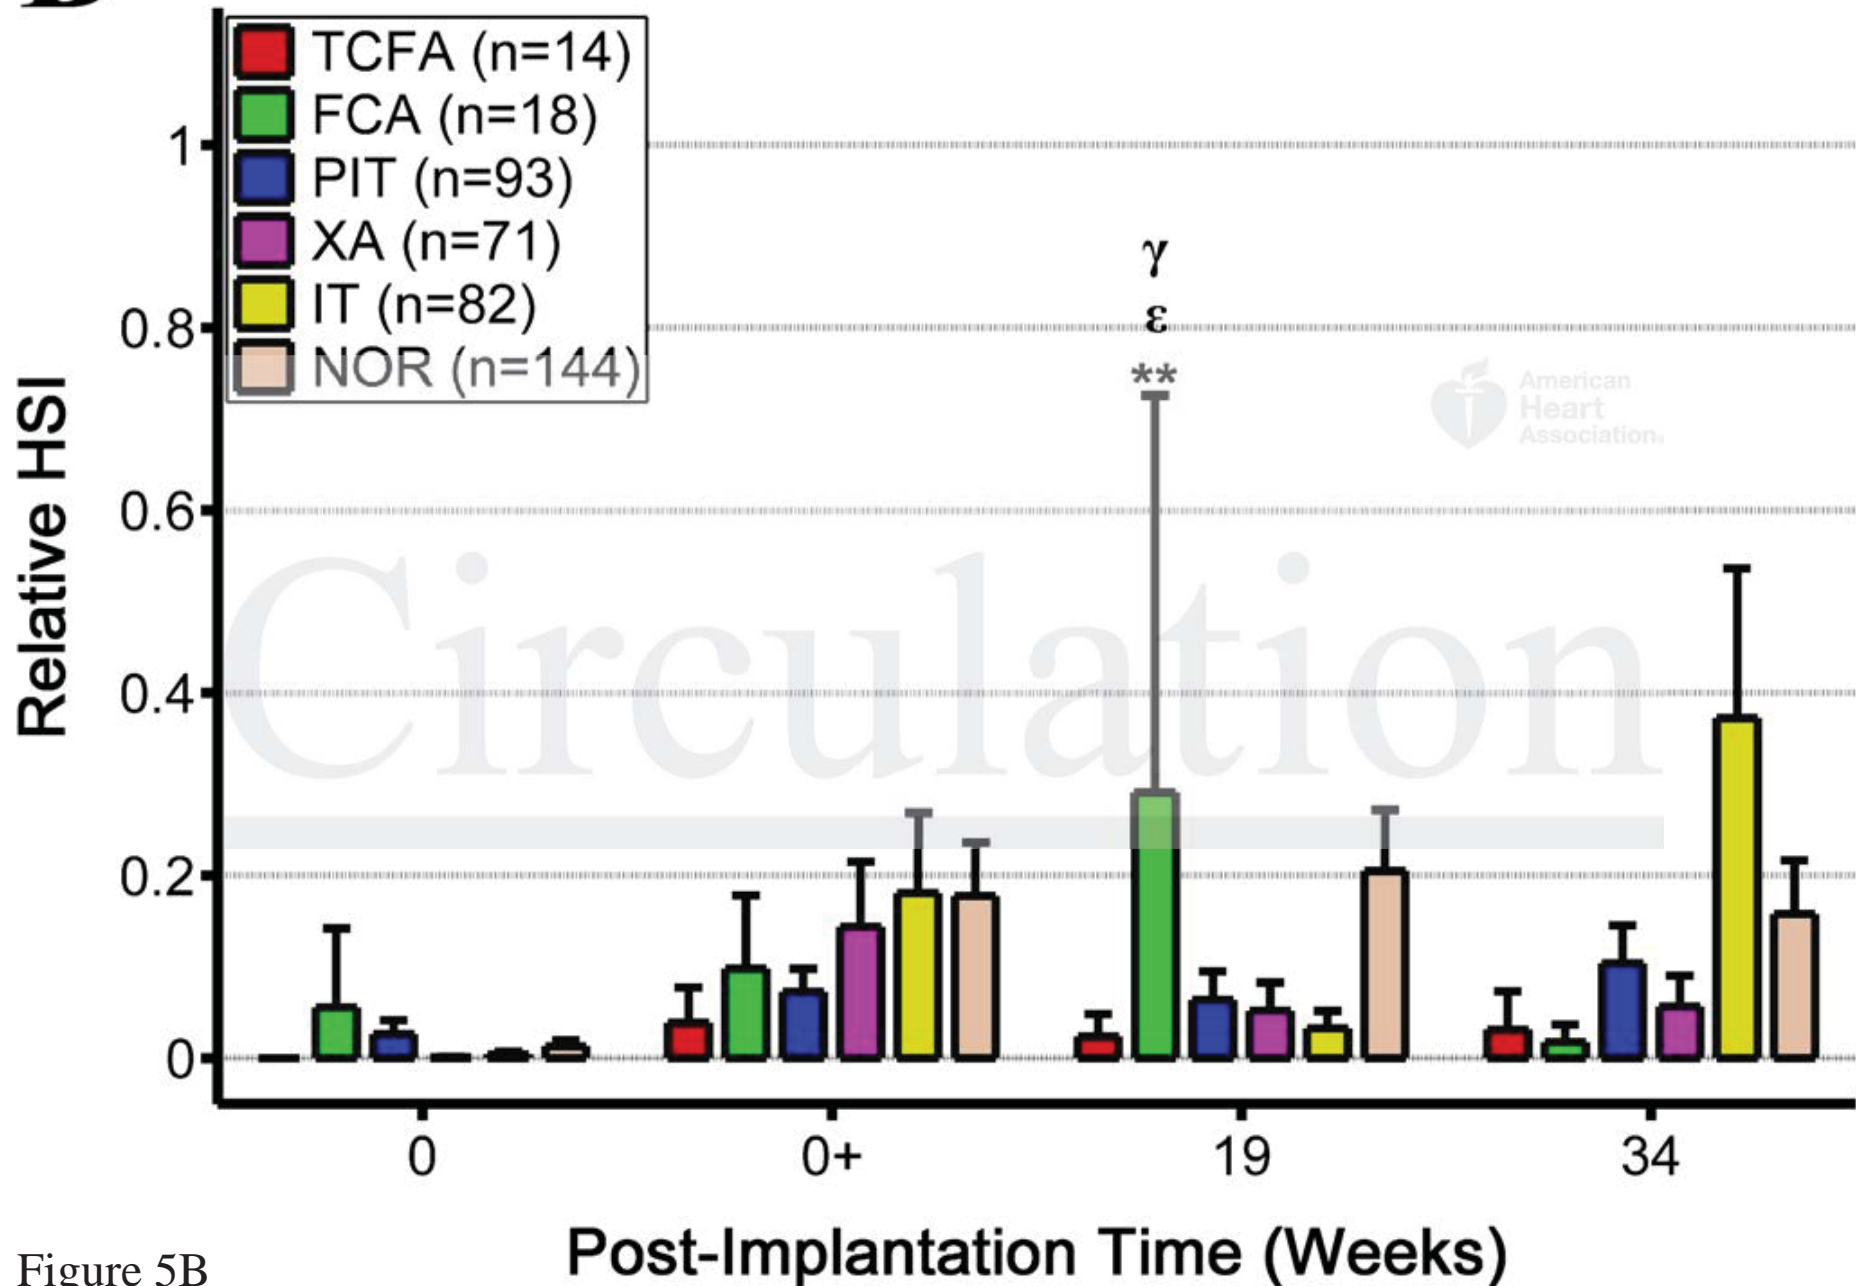 TCFA (n=14)
FCA (n=18)
PIT (n=93)
XA (n=71)
IT (n=82)
NOR (n=144)
1
0.8
0.6
0.4
0.2
0
Relative HSI
γ
ε
**
American
Heart
Association®
Circulation
0
0+
19
34
Post-Implantation Time (Weeks)
Figure 5B